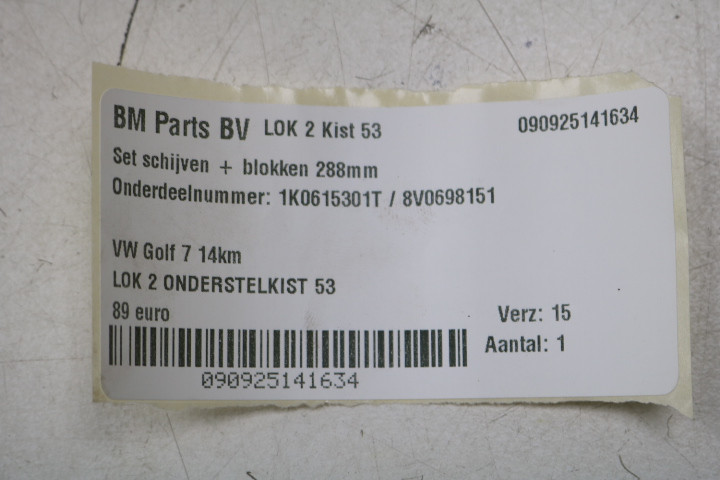 BM Parts BV LOK 2 Kist 53 090925141634
Set schijven + blokken 288mm
Onderdeelnummer: 1K0615301T / 8V0698151
VW Golf 7 14km
LOK 2 ONDERSTELKIST 53
89 euro Verz: 15
Aantal: 1
090925141634